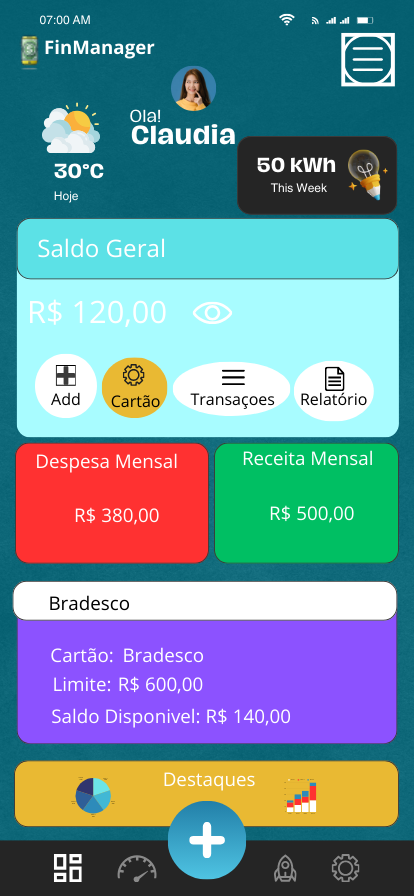 07:00 AM
FinManager
Ola!
Claudia
30°C
Hoje
50 kWh
This Week
Saldo Geral
R$ 120,00
Add
Cartão
Transaçoes
Relatório
Despesa Mensal
R$ 380,00
Receita Mensal
R$ 500,00
Bradesco
Cartão: Bradesco
Limite: R$ 600,00
Saldo Disponivel: R$ 140,00
Destaques